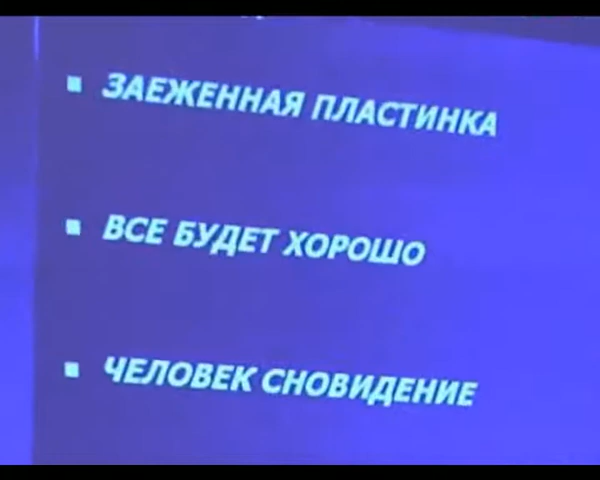 ▪ ЗАЕЖЕННАЯ ПЛАСТИНКА
▪ ВСЕ БУДЕТ ХОРОШО
▪ ЧЕЛОВЕК СНОВИДЕНИЕ